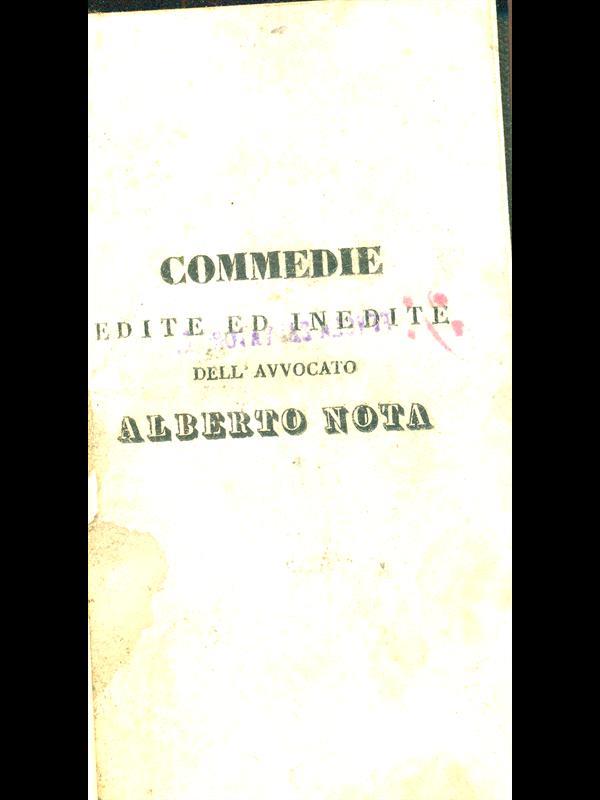 COMMEDIE
EDITE ED INEDITE
DELL' AVVOCATO
ALBERTO NOTA